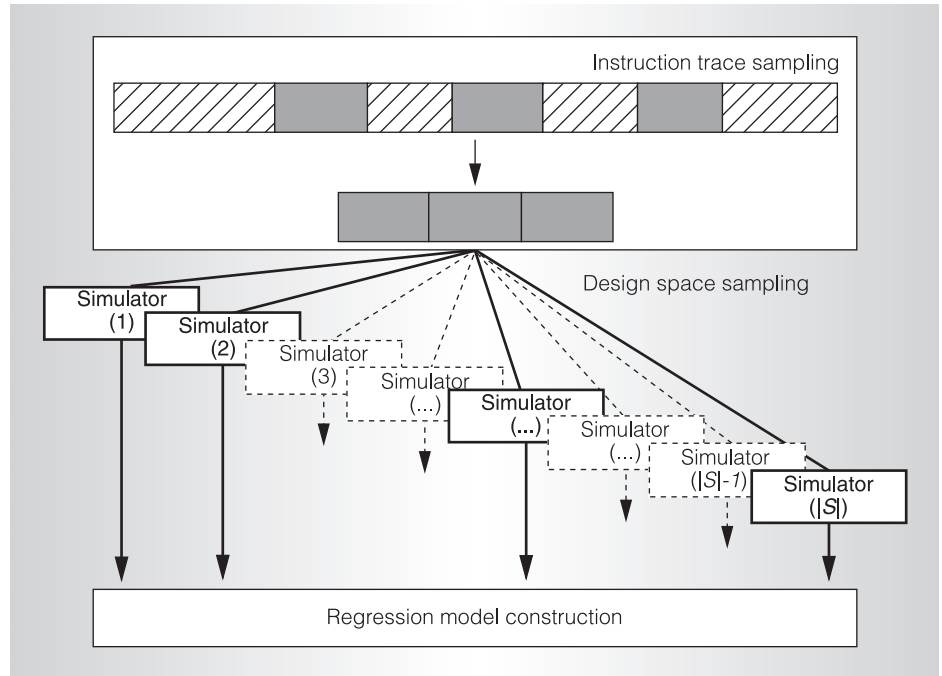 Instruction trace sampling
Design space sampling
Simulator
(1)
Simulator
(2)
Simulator
(3)
Simulator
(...)
Simulator
(...)
Simulator
(...)
Simulator
(|S|-1)
Simulator
(|S|)
Regression model construction